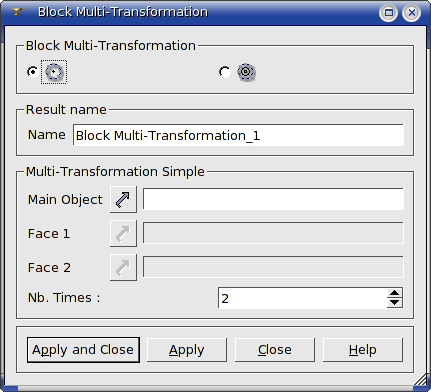 Block Multi-Transformation
Block Multi-Transformation
Result name
Name Block Multi-Transformation_1
Multi-Transformation Simple
Main Object
Face 1
Face 2
Nb. Times : 2
Apply and Close Apply Close Help